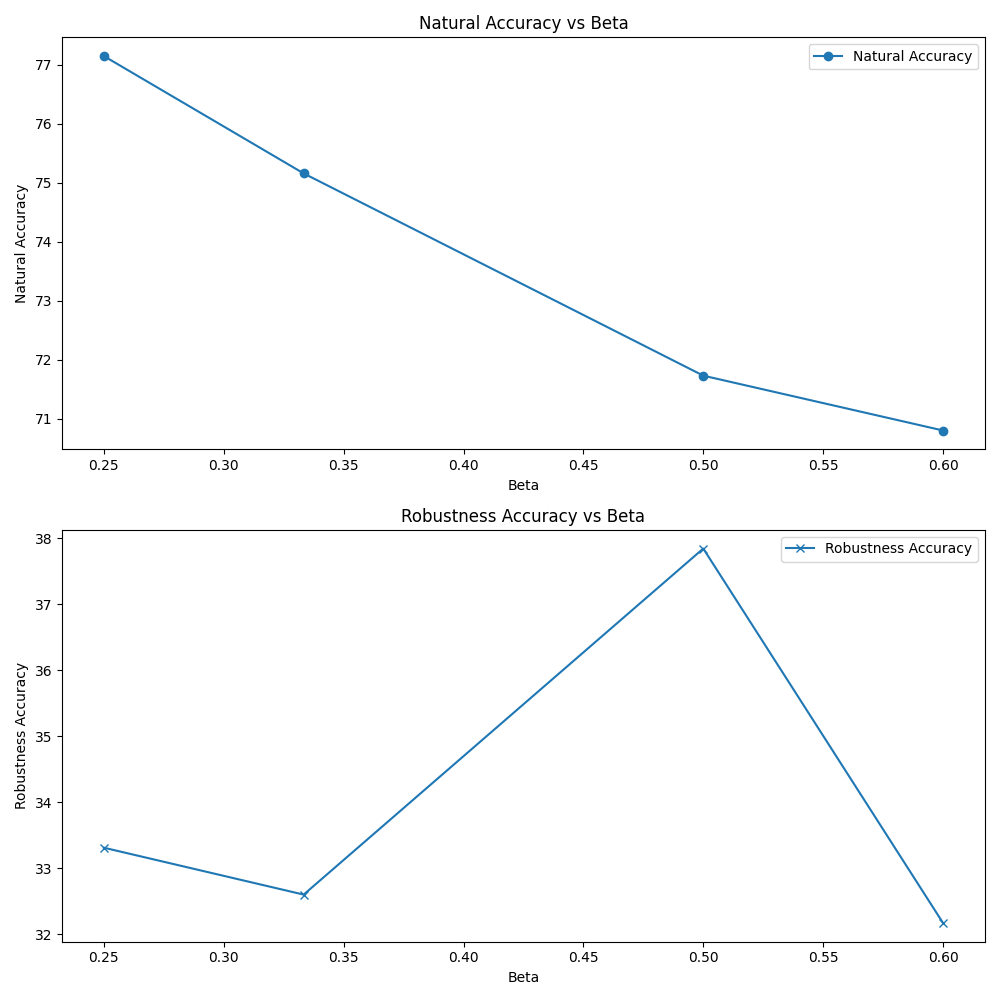 Natural Accuracy vs Beta
Natural Accuracy
77
76
75
74
73
72
71
Natural Accuracy
0.25 0.30 0.35 0.40 0.45 0.50 0.55 0.60
Beta
Robustness Accuracy vs Beta
Robustness Accuracy
38
37
36
35
34
33
32
Robustness Accuracy
0.25 0.30 0.35 0.40 0.45 0.50 0.55 0.60
Beta